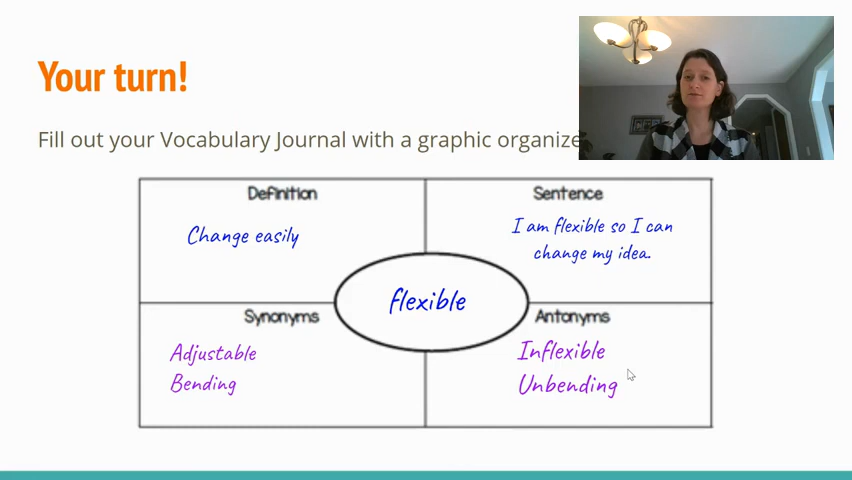 Your turn!
Fill out your Vocabulary Journal with a graphic organize
Definition
Change easily
Sentence
I am flexible so I can
change my idea.
flexible
Synonyms
Adjustable
Bending
Antonyms
Inflexible
Unbending